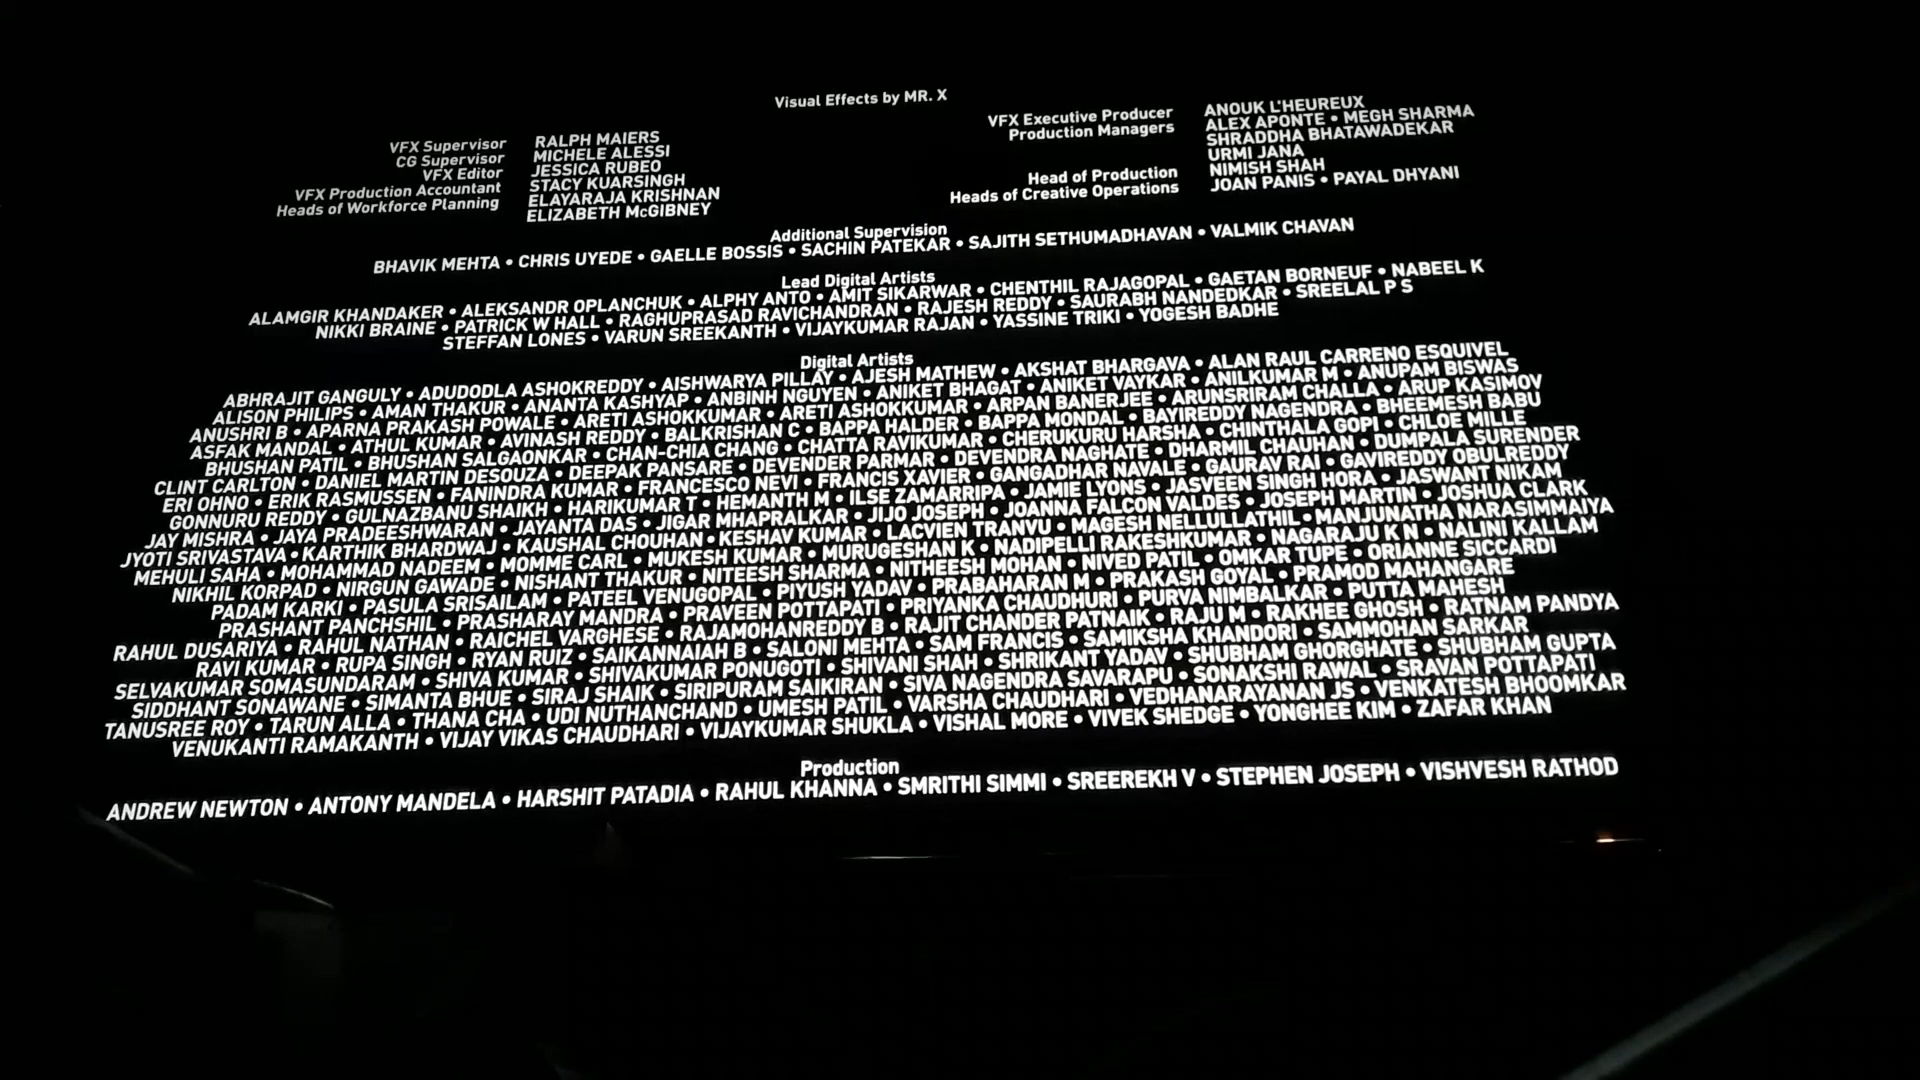 Visual Effects by MR. X
VFX Supervisor RALPH MAIERS
CG Supervisor MICHELE ALESSI
VFX Editor JESSICA RUBEO
STACY KUARSINGH
VFX Production Accountant ELAYARAJA KRISHNAN
Heads of Workforce Planning ELIZABETH McGIBNEY
VFX Executive Producer ANOUK L'HEUREUX
Production Managers ALEX APONTE • MEGH SHARMA
SHRADDHA BHATAWADEKAR
URMI JANA
Head of Production NIMISH SHAH
Heads of Creative Operations JOAN PANIS • PAYAL DHYANI
Additional Supervision
BHAVIK MEHTA • CHRIS UYEDE • GAELLE BOSSIS • SACHIN PATEKAR • SAJITH SETHUMADHAVAN • VALMIK CHAVAN
Lead Digital Artists
ALAMGIR KHANDAKER • ALEKSANDR OPLANCHUK • ALPHY ANTO • AMIT SIKARWAR • CHENTHIL RAJAGOPAL • GAETAN BORNEUF • NABEEL K
NIKKI BRAINE • PATRICK W HALL • RAGHUPRASAD RAVICHANDRAN • RAJESH REDDY • SAURABH NANDEDKAR • SREELAL P S
STEFFAN LONES • VARUN SREEKANTH • VIJAYKUMAR RAJAN • YASSINE TRIKI • YOGESH BADHE
Digital Artists
ABHRAJIT GANGULY • ADUDODLA ASHOKREDDY • AISHWARYA PILLAY • AJESH MATHEW • AKSHAT BHARGAVA • ALAN RAUL CARRENO ESQUIVEL
ALISON PHILIPS • AMAN THAKUR • ANANTA KASHYAP • ANBINH NGUYEN • ANIKET BHAGAT • ANIKET VAYKAR • ANILKUMAR M • ANUPAM BISWAS
ANUSHRI B • APARNA PRAKASH POWALE • ARETI ASHOKKUMAR • ARETI ASHOKKUMAR • ARPAN BANERJEE • ARUNSRIRAM CHALLA • ARUP KASIMOV
ASFAK MANDAL • ATHUL KUMAR • AVINASH REDDY • BALKRISHAN C • BAPPA HALDER • BAPPA MONDAL • BAYIREDDY NAGENDRA • BHEEMESH BABU
BHUSHAN PATIL • BHUSHAN SALGAONKAR • CHAN-CHIA CHANG • CHATTA RAVIKUMAR • CHERUKURU HARSHA • CHINTHALA GOPI • CHLOE MILLE
CLINT CARLTON • DANIEL MARTIN DESOUZA • DEEPAK PANSARE • DEVENDER PARMAR • DEVENDRA NAGHATE • DHARMIL CHAUHAN • DUMPALA SURENDER
ERI OHNO • ERIK RASMUSSEN • FANINDRA KUMAR • FRANCESCO NEVI • FRANCIS XAVIER • GANGADHAR NAVALE • GAURAV RAI • GAVIREDDY OBULREDDY
GONNURU REDDY • GULNAZBANU SHAIKH • HARIKUMAR T • HEMANTH M • ILSE ZAMARRIPA • JAMIE LYONS • JASVEEN SINGH HORA • JASWANT NIKAM
JAY MISHRA • JAYA PRADEESHWARAN • JAYANTA DAS • JIGAR MHAPRALKAR • JIJO JOSEPH • JOANNA FALCON VALDES • JOSEPH MARTIN • JOSHUA CLARK
JYOTI SRIVASTAVA • KARTHIK BHARDWAJ • KAUSHAL CHOUHAN • KESHAV KUMAR • LACVIEN TRANVU • MAGESH NELLULLATHIL • MANJUNATHA NARASIMMAIYA
MEHULI SAHA • MOHAMMAD NADEEM • MOMME CARL • MUKESH KUMAR • MURUGESHAN K • NADIPELLI RAKESHKUMAR • NAGARAJU K N • NALINI KALLAM
NIKHIL KORPAD • NIRGUN GAWADE • NISHANT THAKUR • NITEESH SHARMA • NITHEESH MOHAN • NIVED PATIL • OMKAR TUPE • ORIANNE SICCARDI
PADAM KARKI • PASULA SRISAILAM • PATEEL VENUGOPAL • PIYUSH YADAV • PRABAHARAN M • PRAKASH GOYAL • PRAMOD MAHANGARE
PRASHANT PANCHSHIL • PRASHARAY MANDRA • PRAVEEN POTTAPATI • PRIYANKA CHAUDHURI • PURVA NIMBALKAR • PUTTA MAHESH
RAHUL DUSARIYA • RAHUL NATHAN • RAICHEL VARGHESE • RAJAMOHANREDDY B • RAJIT CHANDER PATNAIK • RAJU M • RAKHEE GHOSH • RATNAM PANDYA
RAVI KUMAR • RUPA SINGH • RYAN RUIZ • SAIKANNAIAH B • SALONI MEHTA • SAM FRANCIS • SAMIKSHA KHANDORI • SAMMOHAN SARKAR
SELVAKUMAR SOMASUNDARAM • SHIVA KUMAR • SHIVAKUMAR PONUGOTI • SHIVANI SHAH • SHRIKANT YADAV • SHUBHAM GHORGHATE • SHUBHAM GUPTA
SIDDHANT SONAWANE • SIMANTA BHUE • SIRAJ SHAIK • SIRIPURAM SAIKIRAN • SIVA NAGENDRA SAVARAPU • SONAKSHI RAWAL • SRAVAN POTTAPATI
TANUSREE ROY • TARUN ALLA • THANA CHA • UDI NUTHANCHAND • UMESH PATIL • VARSHA CHAUDHARI • VEDHANARAYANAN JS • VENKATESH BHOOMKAR
VENUKANTI RAMAKANTH • VIJAY VIKAS CHAUDHARI • VIJAYKUMAR SHUKLA • VISHAL MORE • VIVEK SHEDGE • YONGHEE KIM • ZAFAR KHAN
Production
ANDREW NEWTON • ANTONY MANDELA • HARSHIT PATADIA • RAHUL KHANNA • SMRITHI SIMMI • SREEREKH V • STEPHEN JOSEPH • VISHVESH RATHOD